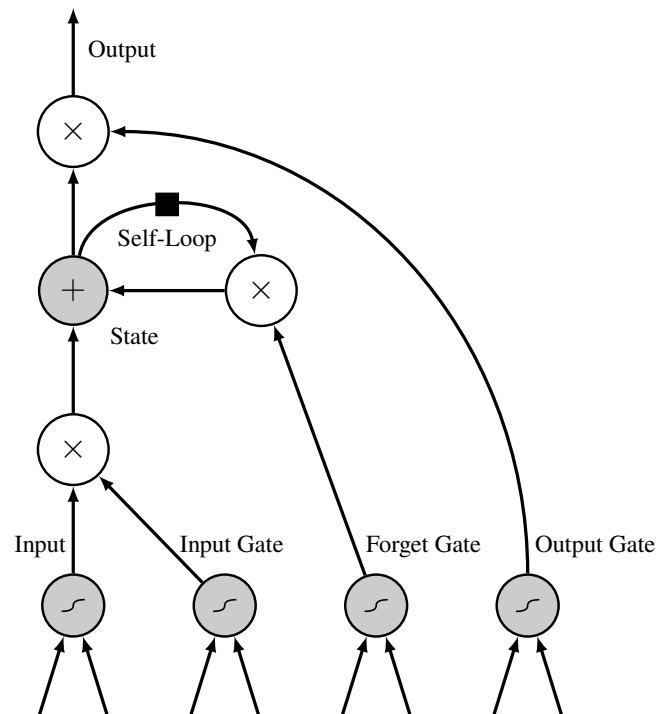 Output
×
Self-Loop
+
×
State
×
Input
Input Gate
Forget Gate
Output Gate